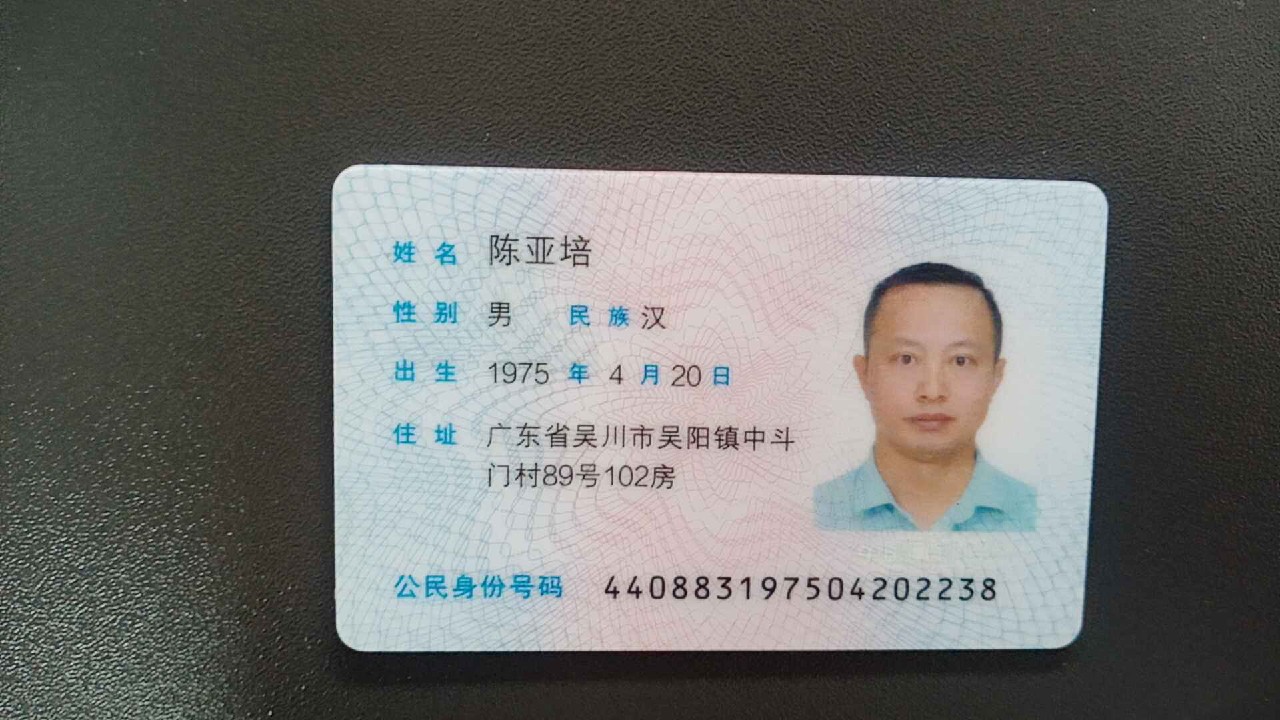 姓名 陈亚培
性别 男 民族 汉
出生 1975 年 4 月 20 日
住址 广东省吴川市吴阳镇中斗
门村89号102房
公民身份号码 440883197504202238